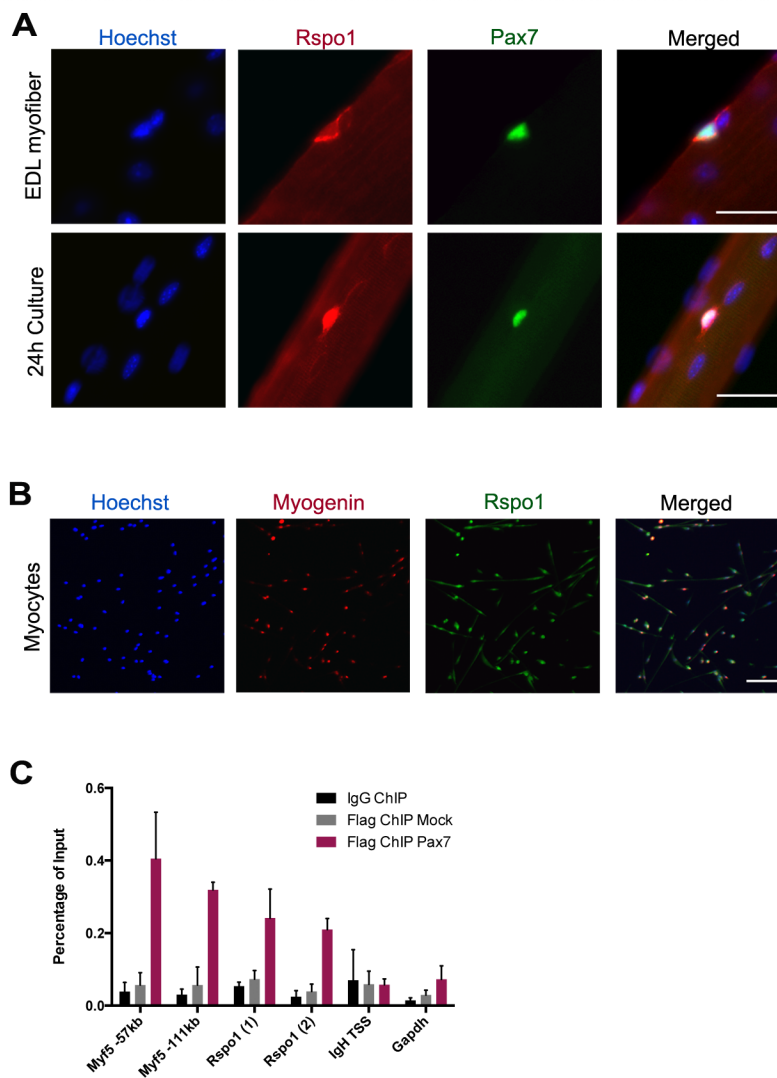 A
Hoechst Rspo1 Pax7 Merged
EDL myofiber
24h Culture
B
Hoechst Myogenin Rspo1 Merged
Myocytes
C
0.6
0.4
0.2
0.0
Percentage of Input
IgG ChIP
Flag ChIP Mock
Flag ChIP Pax7
Myf5 -57kb
Myf5 -111kb
Rspo1 (1)
Rspo1 (2)
IgH TSS
Gapdh